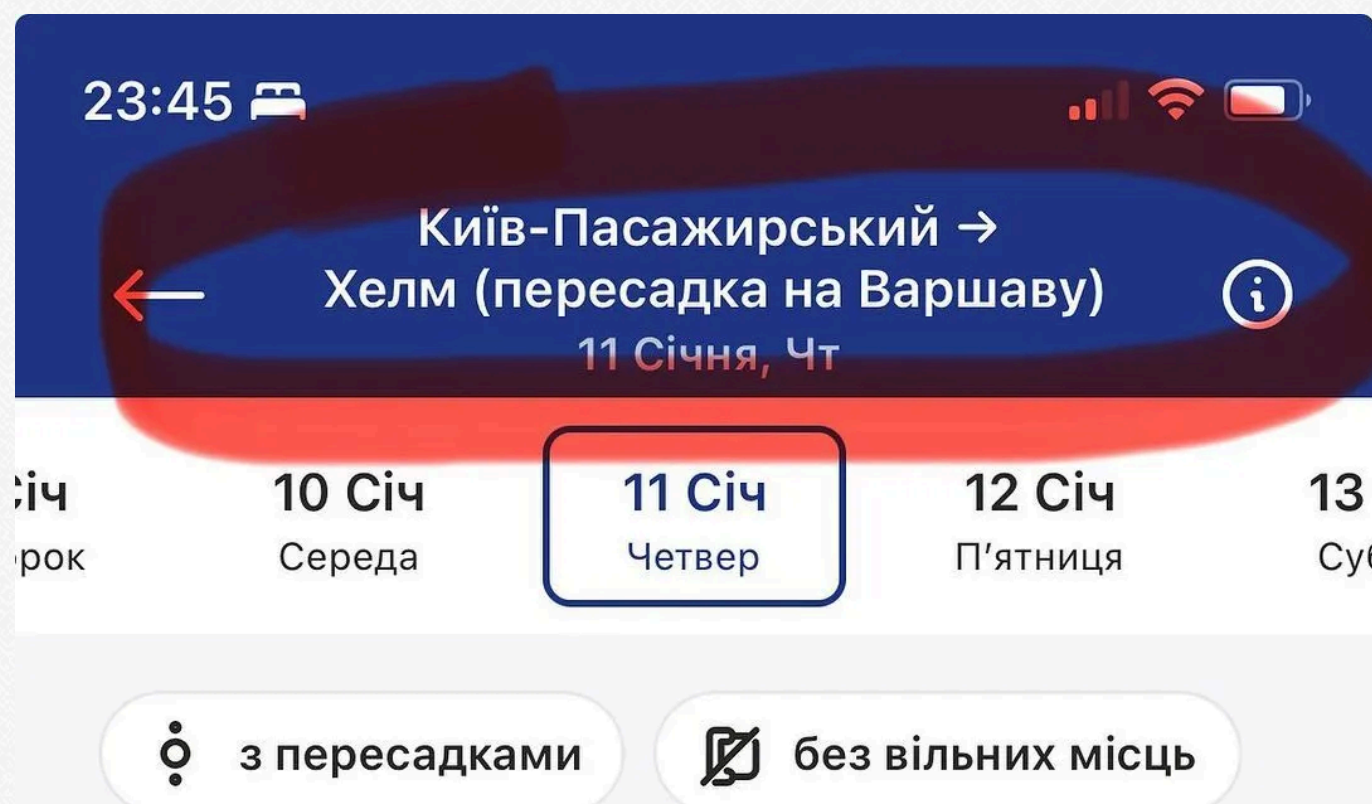 23:45
Київ-Пасажирський →
Хелм (пересадка на Варшаву)
11 Січня, Чт
10 Січ
11 Січ
12 Січ
13
Середа
Четвер
П'ятниця
з пересадками
без вільних місць